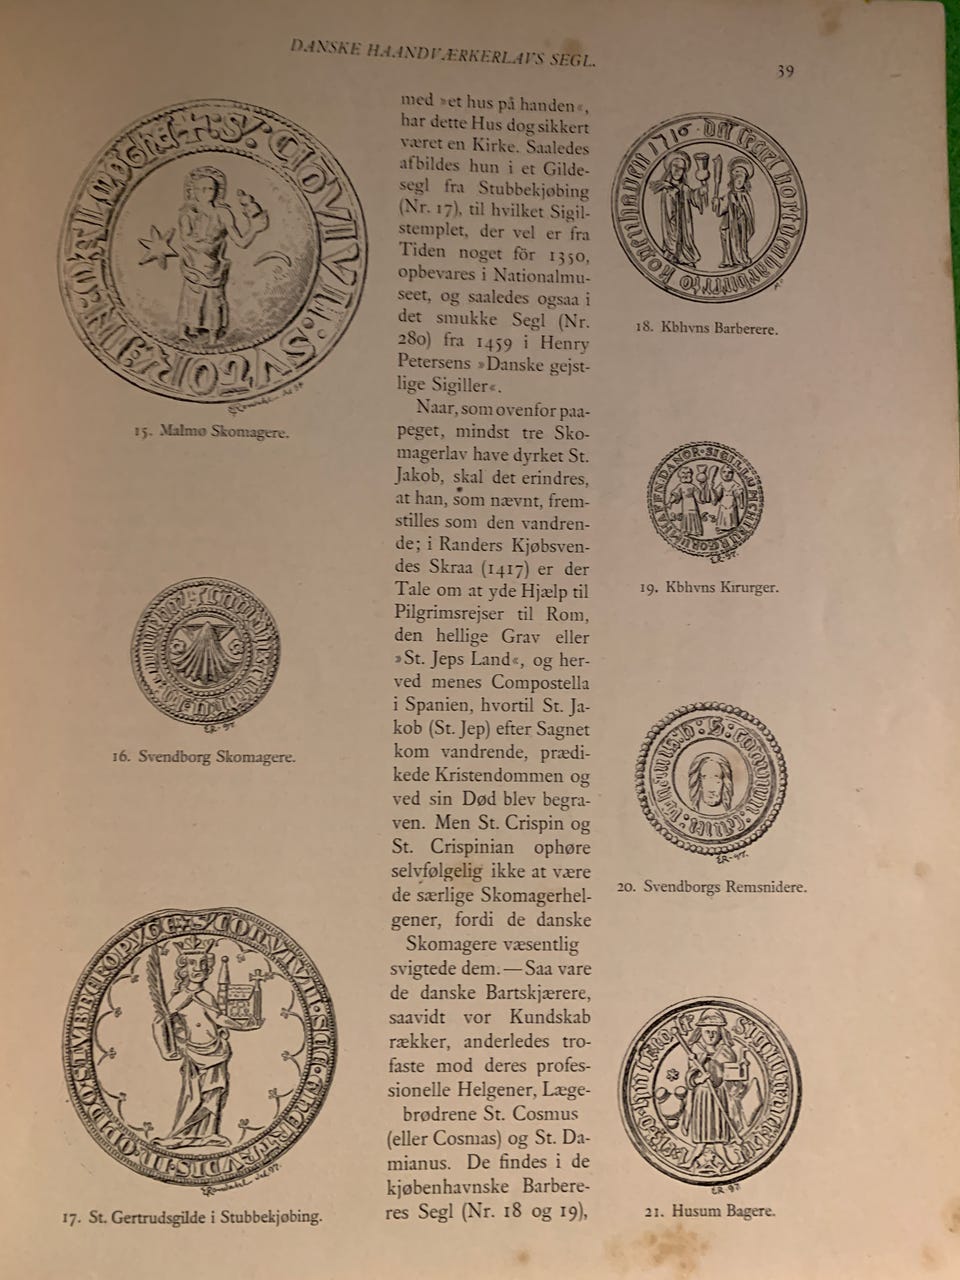 DANSKE HAANDVÆRKERLAVS SEGL.
39
15. Malmø Skomagere.
16. Svendborg Skomagere.
17. St. Gertrudsgilde i Stubbekjøbing.
med »et hus på handen«,
har dette Hus dog sikkert
været en Kirke. Saaledes
afbildes hun i et Gilde-
segl fra Stubbekjøbing
(Nr. 17), til hvilket Sigil-
stemplet, der vel er fra
Tiden noget för 1350,
opbevares i Nationalmu-
seet, og saaledes ogsaa i
det smukke Segl (Nr.
280) fra 1459 i Henry
Petersens »Danske gejst-
lige Sigiller«.
Naar, som ovenfor paa-
peget, mindst tre Sko-
magerlav have dyrket St.
Jakob, skal det erindres,
at han, som nævnt, frem-
stilles som den vandren-
de; i Randers Kjøbsven-
des Skraa (1417) er der
Tale om at yde Hjælp til
Pilgrimsrejser til Rom,
den hellige Grav eller
»St. Jeps Land«, og her-
ved menes Compostella
i Spanien, hvortil St. Ja-
kob (St. Jep) efter Sagnet
kom vandrende, prædi-
kede Kristendommen og
ved sin Død blev begra-
ven. Men St. Crispin og
St. Crispinian ophøre
selvfølgelig ikke at være
de særlige Skomagerhel-
gener, fordi de danske
Skomagere væsentlig
svigtede dem. — Saa vare
de danske Bartskjærere,
saavidt vor Kundskab
rækker, anderledes tro-
faste mod deres profes-
sionelle Helgener, Læge-
brødrene St. Cosmus
(eller Cosmas) og St. Da-
mianus. De findes i de
kjøbenhavnske Barbere-
res Segl (Nr. 18 og 19),
18. Kbhvns Barberere.
19. Kbhvns Kirurger.
ER-97.
20. Svendborgs Remsnidere.
ER-97.
21. Husum Bagere.
ER 97